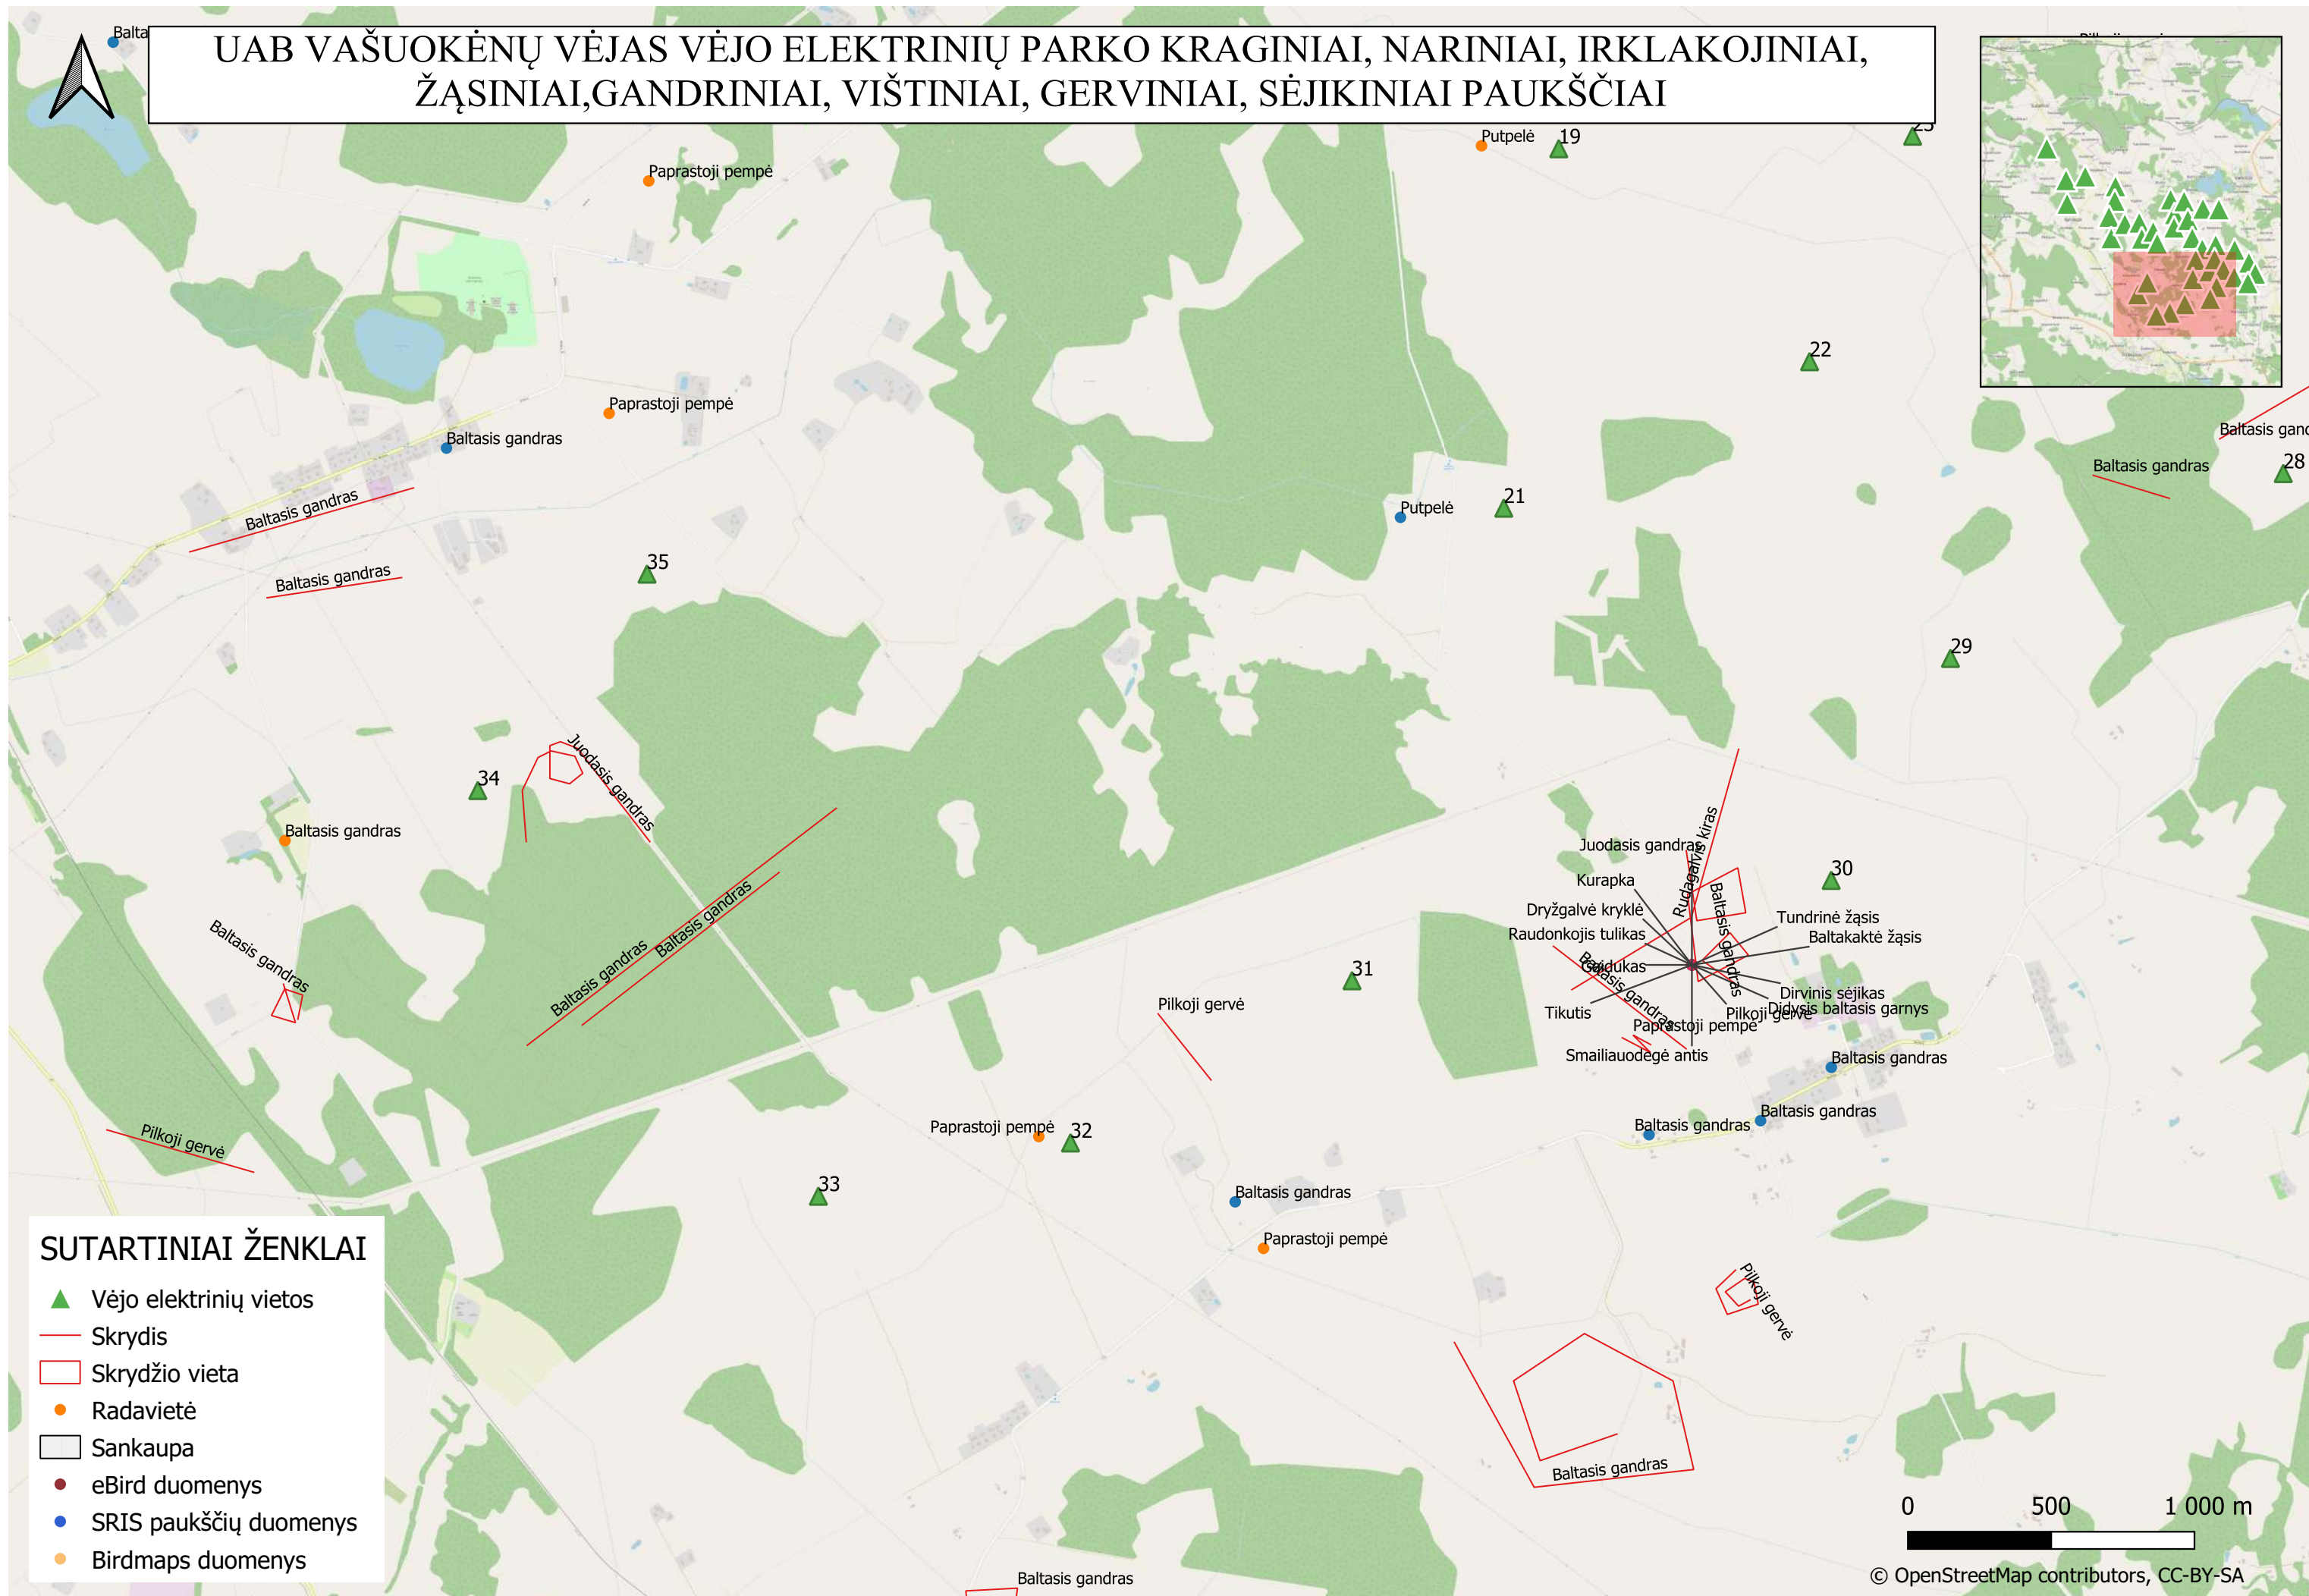 UAB VAŠUOKĖNŲ VĖJAS VĖJO ELEKTRINIŲ PARKO KRAGINIAI, NARINIAI, IRKLAKOJINIAI,
ŽĄSINIAI,GANDRINIAI, VIŠTINIAI, GERVINIAI, SĖJIKINIAI PAUKŠČIAI
Putpelė
19
Paprastoji pempė
22
Paprastoji pempė
Baltasis gandras
Baltasis gandras
28
Baltasis gandras
21
Putpelė
35
Baltasis gandras
29
Juodasis gandras
34
Baltasis gandras
Rudagalvis kiras
Juodasis gandras
30
Kurapka
Baltasis gandras
Baltasis gandras
Dryžgalvė kryklė
Tundrinė žąsis
Raudonkojis tulikas
Baltakaktė žąsis
Baltasis gandras
Baltasis gandras
Baltasis gandras
31
Dirvinis sėjikas
Pilkoji gervė
Didysis baltasis garnys
Tikutis
Pilkoji gervė
Paprastoji pempė
Smailiauodegė antis
Baltasis gandras
Baltasis gandras
Baltasis gandras
Paprastoji pempė
32
Pilkoji gervė
33
Baltasis gandras
Paprastoji pempė
Pilkoji gervė
Baltasis gandras
Baltasis gandras
SUTARTINIAI ŽENKLAI
Vėjo elektrinių vietos
Skrydis
Skrydžio vieta
Radavietė
Sankaupa
eBird duomenys
SRIS paukščių duomenys
Birdmaps duomenys
0 500 1 000 m
© OpenStreetMap contributors, CC-BY-SA